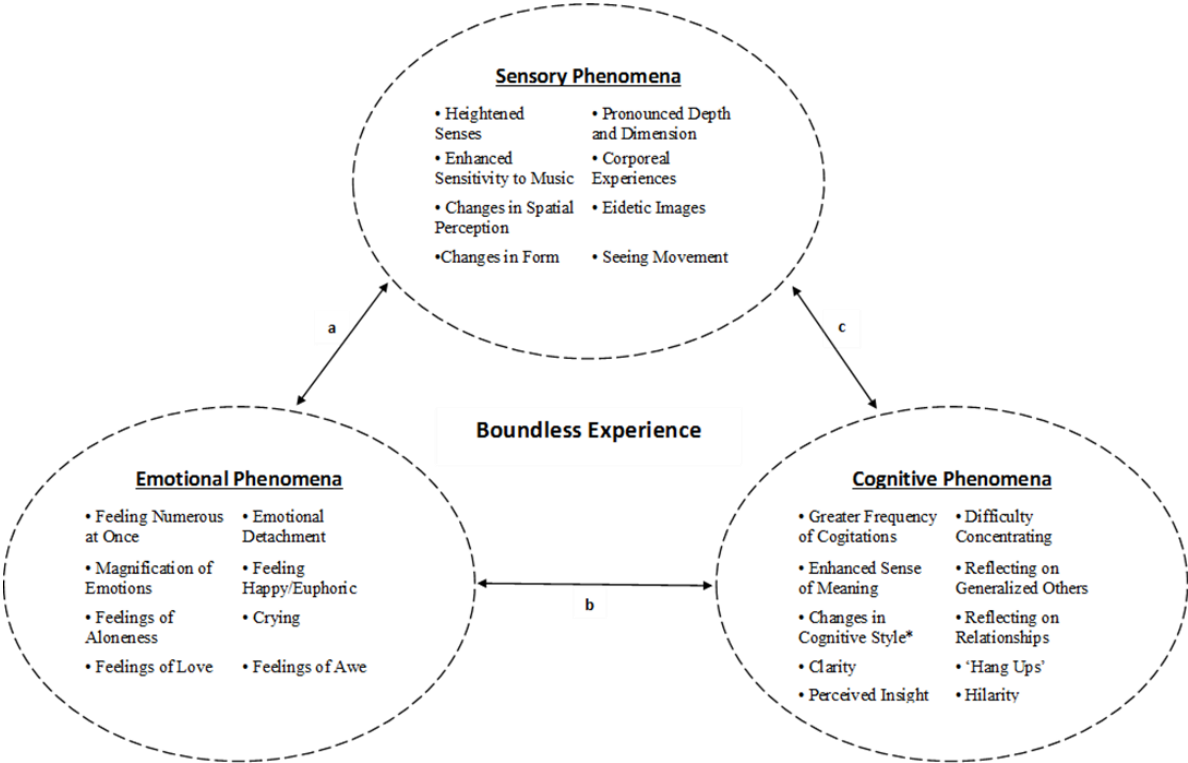 Sensory Phenomena
• Heightened
Senses
• Enhanced
Sensitivity to Music
• Changes in Spatial
Perception
•Changes in Form
• Pronounced Depth
and Dimension
• Corporeal
Experiences
• Eidetic Images
• Seeing Movement
a
c
Boundless Experience
Emotional Phenomena
• Feeling Numerous
at Once
• Magnification of
Emotions
• Feelings of
Aloneness
• Feelings of Love
• Emotional
Detachment
• Feeling
Happy/Euphoric
• Crying
• Feelings of Awe
b
Cognitive Phenomena
• Greater Frequency
of Cogitations
• Enhanced Sense
of Meaning
• Changes in
Cognitive Style*
• Clarity
• Perceived Insight
• Difficulty
Concentrating
• Reflecting on
Generalized Others
• Reflecting on
Relationships
• ‘Hang Ups’
• Hilarity